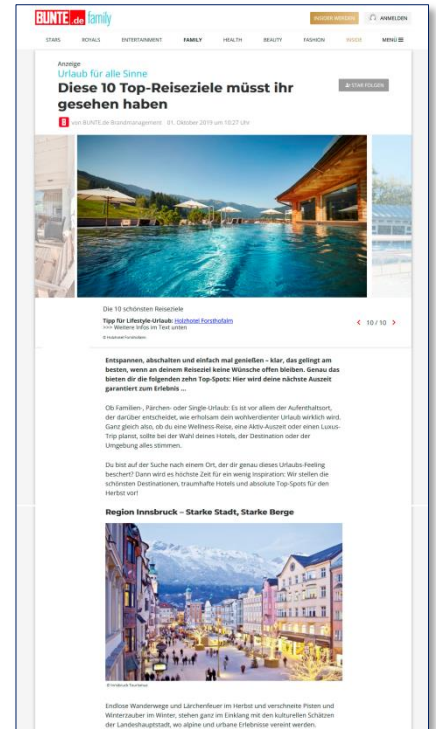 BUNTE.de family
INSIDER WERDEN
ANMELDEN
STARS ROYALS ENTERTAINMENT FAMILY HEALTH BEAUTY FASHION INSIDE MENÜ
Anzeige
Urlaub für alle Sinne
Diese 10 Top-Reiseziele müsst ihr
gesehen haben
STAR FOLGEN
B von BUNTE.de Brandmanagement 01. Oktober 2019 um 10:27 Uhr
Die 10 schönsten Reiseziele
Tipp für Lifestyle-Urlaub: Holzhotel Forsthofalm
>>> Weitere Infos im Text unten
10 / 10
© Holzhotel Forsthofalm
Entspannen, abschalten und einfach mal genießen – klar, das gelingt am
besten, wenn an deinem Reiseziel keine Wünsche offen bleiben. Genau das
bieten dir die folgenden zehn Top-Spots: Hier wird deine nächste Auszeit
garantiert zum Erlebnis ...
Ob Familien-, Pärchen- oder Single-Urlaub: Es ist vor allem der Aufenthaltsort,
der darüber entscheidet, wie erholsam dein wohlverdienter Urlaub wirklich wird.
Ganz gleich also, ob du eine Wellness-Reise, eine Aktiv-Auszeit oder einen Luxus-
Trip planst, sollte bei der Wahl deines Hotels, der Destination oder der
Umgebung alles stimmen.
Du bist auf der Suche nach einem Ort, der dir genau dieses Urlaubs-Feeling
beschert? Dann wird es höchste Zeit für ein wenig Inspiration: Wir stellen die
schönsten Destinationen, traumhafte Hotels und absolute Top-Spots für den
Herbst vor!
Region Innsbruck – Starke Stadt, Starke Berge
© Innsbruck Tourismus
Endlose Wanderwege und Lärchenfeuer im Herbst und verschneite Pisten und
Winterzauber im Winter, stehen ganz im Einklang mit den kulturellen Schätzen
der Landeshauptstadt, wo alpine und urbane Erlebnisse vereint werden.